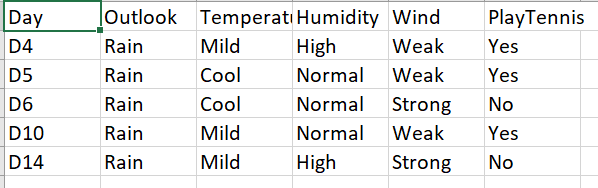 Day Outlook Temperatu Humidity Wind PlayTennis
D4 Rain Mild High Weak Yes
D5 Rain Cool Normal Weak Yes
D6 Rain Cool Normal Strong No
D10 Rain Mild Normal Weak Yes
D14 Rain Mild High Strong No